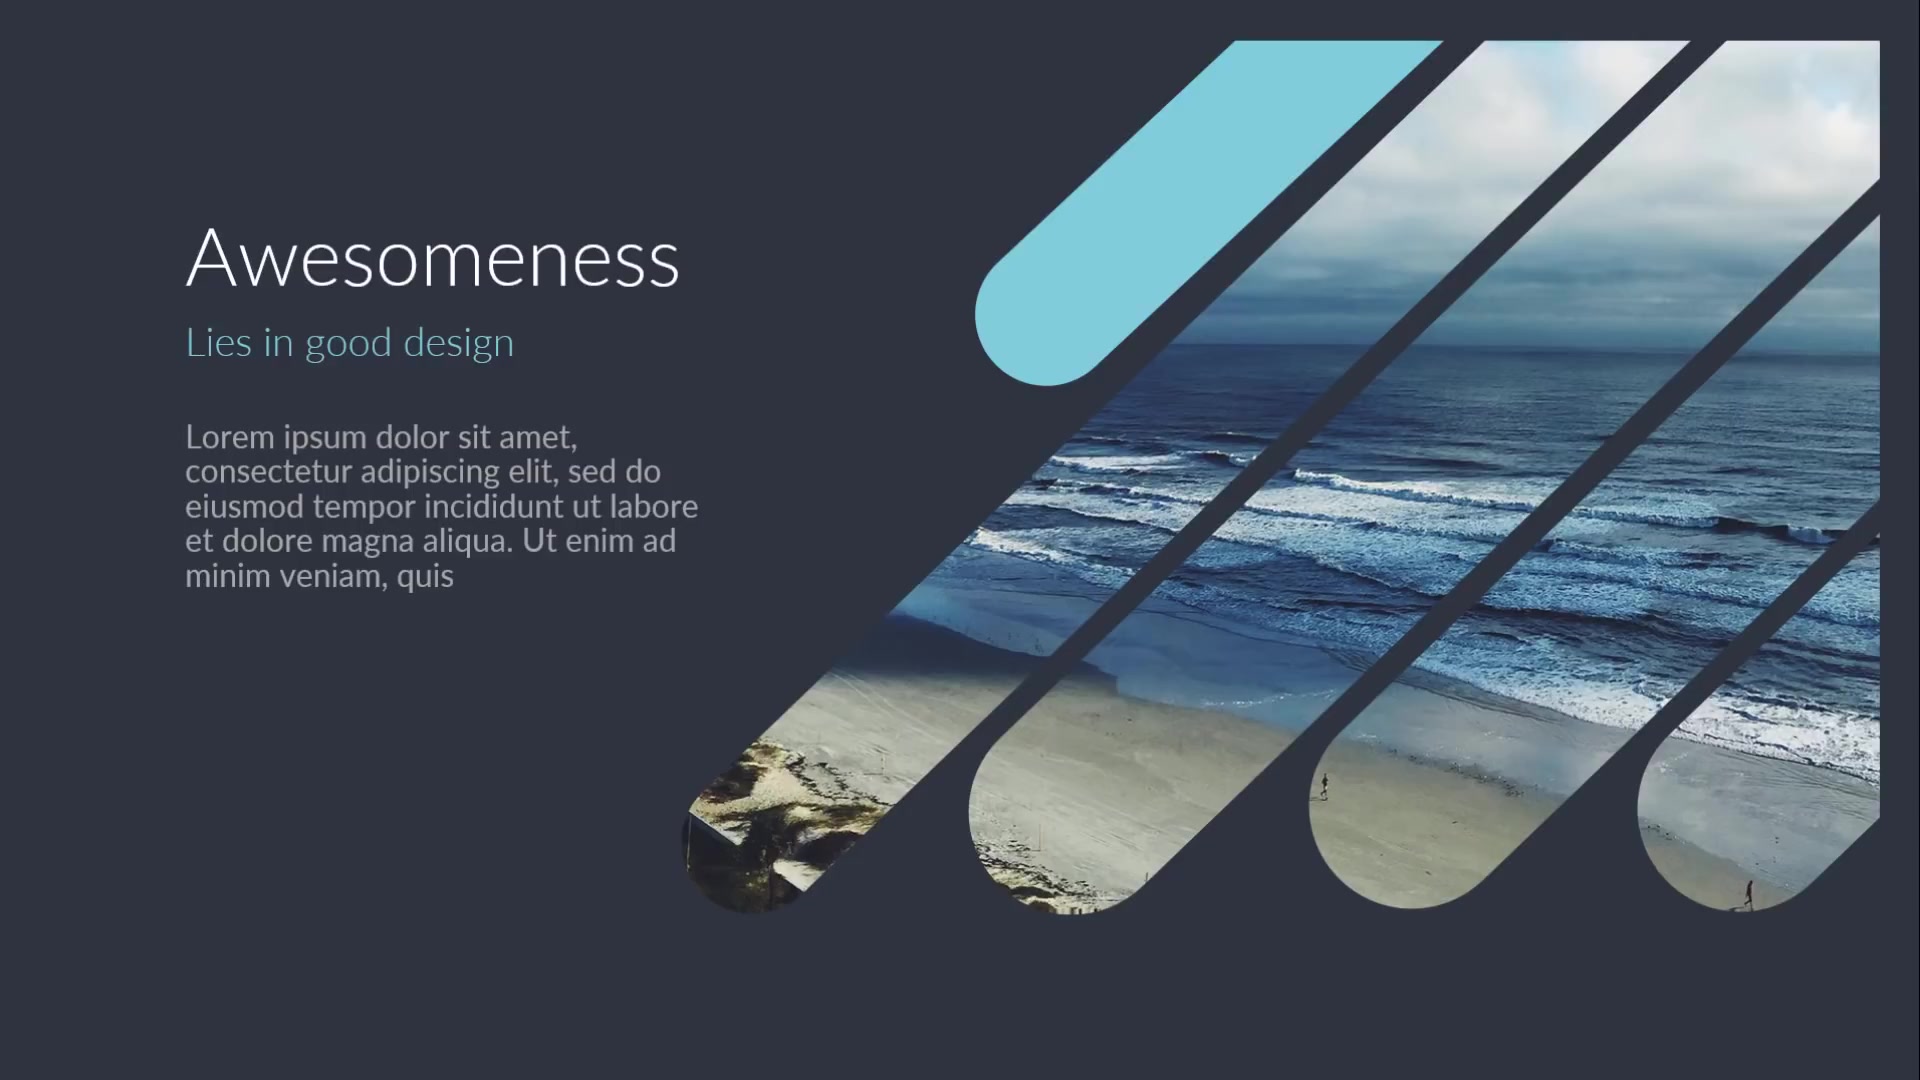 Awesomeness
Lies in good design
Lorem ipsum dolor sit amet,
consectetur adipiscing elit, sed do
eiusmod tempor incididunt ut labore
et dolore magna aliqua. Ut enim ad
minim veniam, quis